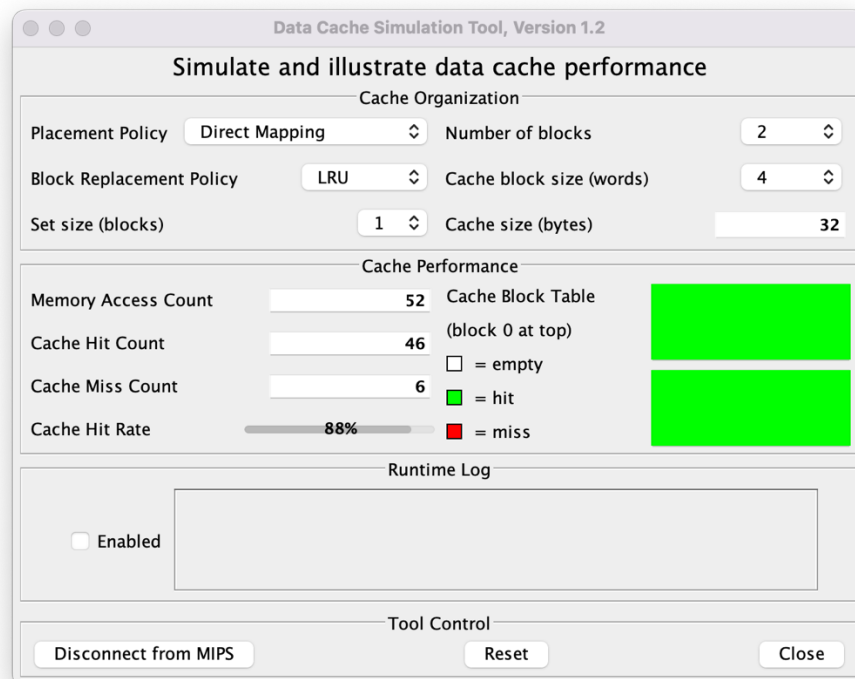 Data Cache Simulation Tool, Version 1.2
Simulate and illustrate data cache performance
Cache Organization
Placement Policy Direct Mapping Number of blocks 2
Block Replacement Policy LRU Cache block size (words) 4
Set size (blocks) 1 Cache size (bytes) 32
Cache Performance
Memory Access Count 52 Cache Block Table
(block 0 at top)
Cache Hit Count 46
= empty
Cache Miss Count 6
= hit
Cache Hit Rate 88%
= miss
Runtime Log
Enabled
Tool Control
Disconnect from MIPS Reset Close